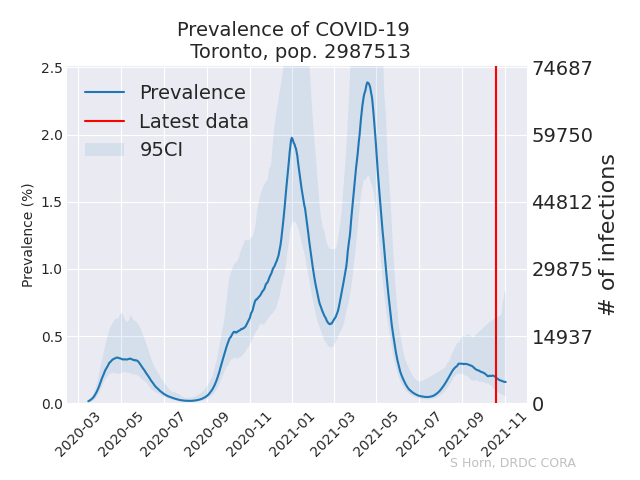 Prevalence of COVID-19
Toronto, pop. 2987513
2.5
2.0
1.5
1.0
0.5
0.0
Prevalence (%)
Prevalence
Latest data
95CI
74687
59750
44812
29875
14937
0
# of infections
2020-03
2020-05
2020-07
2020-09
2020-11
2021-01
2021-03
2021-05
2021-07
2021-09
2021-11
S Horn, DRDC CORA